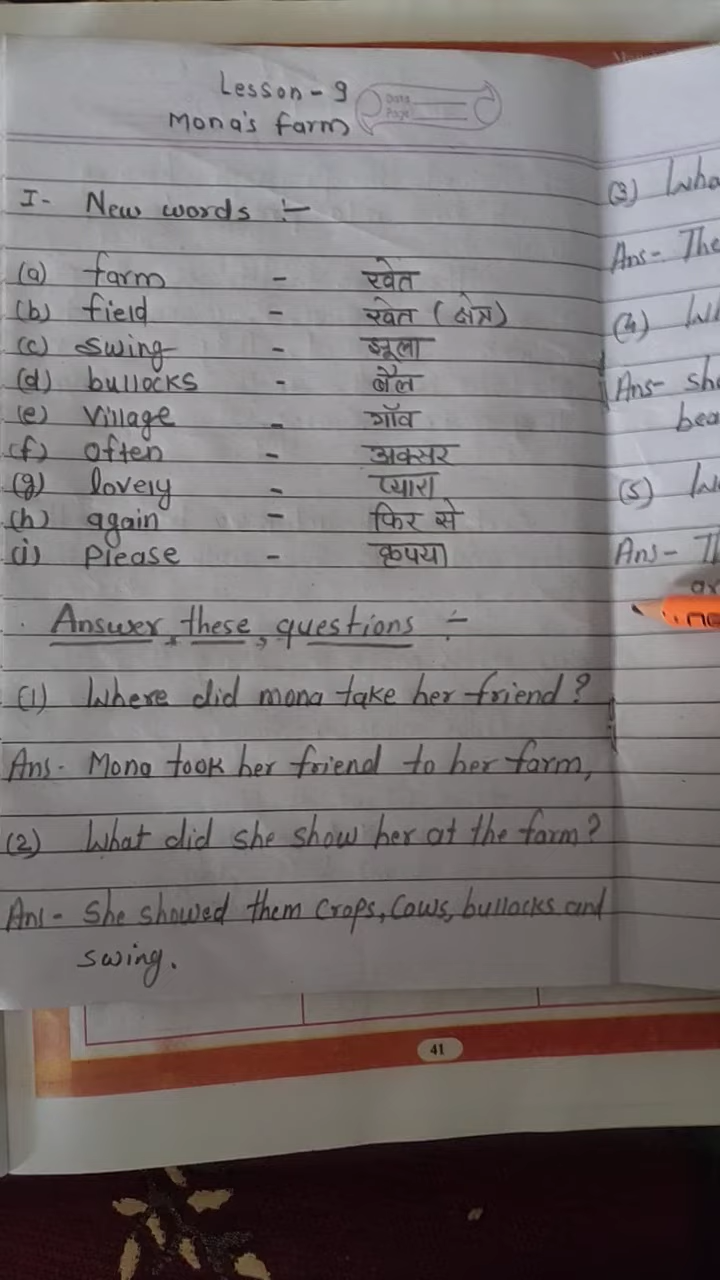 Lesson - 9
Date
Page
Mona's farm
I- New words :-
(a) farm - खेत
(b) field - खेत (क्षेत्र)
(c) swing - झूला
(d) bullocks - बैल
(e) village - गाँव
(f) often - अक्सर
(g) lovely - प्यारा
(h) again - फिर से
(i) please - कृपया
Answer, these, questions :-
(1) Where did mona take her friend?
Ans- Mona took her friend to her farm,
(2) What did she show her at the farm?
Ans- She showed them crops, cows, bullocks and
swing.
(3)
Ans- The
(4)
Ans- she
(5)
Ans-
41